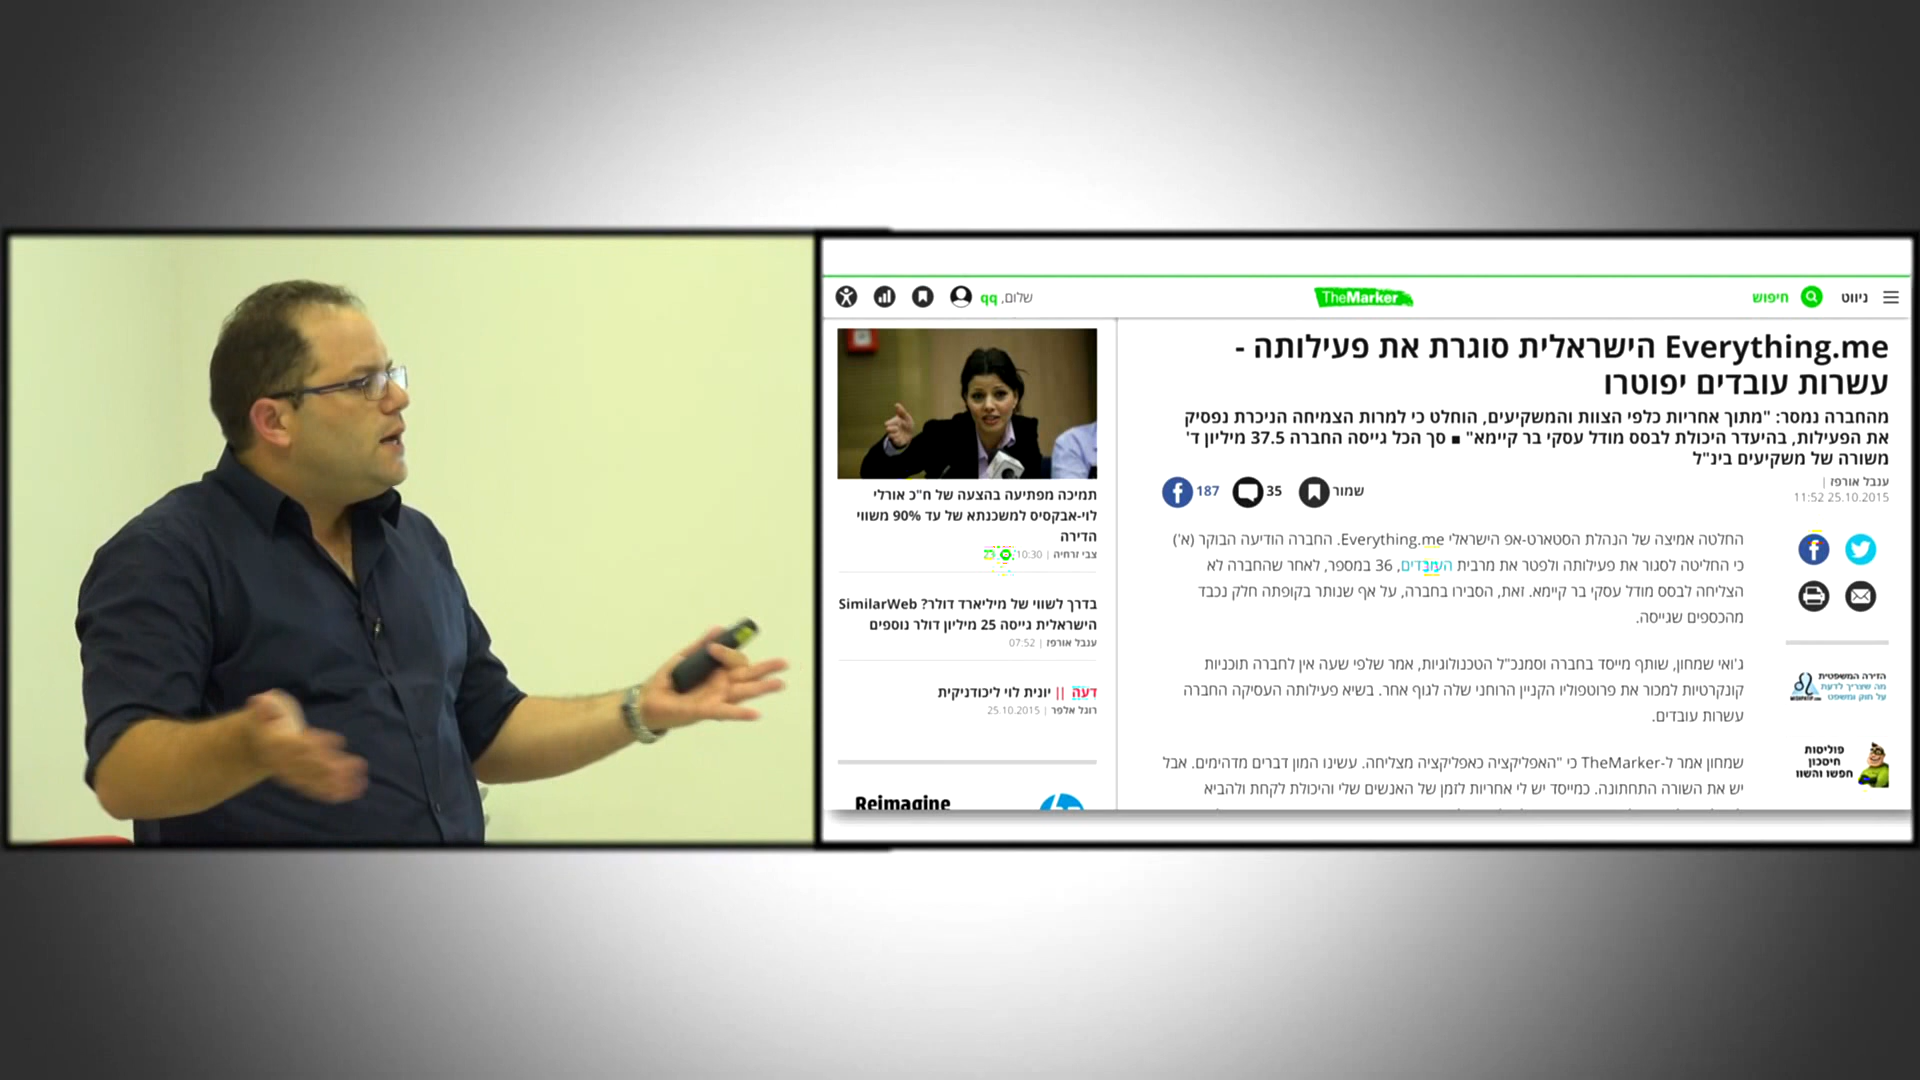 ניווט
חיפוש
TheMarker
שלום, qq
Everything.me הישראלית סוגרת את פעילותה -
עשרות עובדים יפוטרו
מהחברה נמסר: "מתוך אחריות כלפי הצוות והמשקיעים, הוחלט כי למרות הצמיחה הניכרת נפסיק
את הפעילות, בהיעדר היכולת לבסס מודל עסקי בר קיימא" ■ סך הכל גייסה החברה 37.5 מיליון ד'
משורה של משקיעים בינ"ל
ענבל אורפז |
11:52 25.10.2015
שמור
35
187
החלטה אמיצה של הנהלת הסטארט-אפ הישראלי Everything.me. החברה הודיעה הבוקר (א')
כי החליטה לסגור את פעילותה ולפטר את מרבית העובדים, 36 במספר, לאחר שהחברה לא
הצליחה לבסס מודל עסקי בר קיימא. זאת, הסבירו בחברה, על אף שנותר בקופתה חלק נכבד
מהכספים שגייסה.
ג'ואי שמחון, שותף מייסד בחברה וסמנכ"ל הטכנולוגיות, אמר שלפי שעה אין לחברה תוכניות
קונקרטיות למכור את פרוטפוליו הקניין הרוחני שלה לגוף אחר. בשיא פעילותה העסיקה החברה
עשרות עובדים.
שמחון אמר ל-TheMarker כי "האפליקציה כאפליקציה מצליחה. עשינו המון דברים מדהימים. אבל
יש את השורה התחתונה. כמייסד יש לי אחריות לזמן של האנשים שלי והיכולת לקחת ולהביא
הזירה המשפטית
מה שצריך לדעת
על חוק ומשפט
פוליסות
חיסכון
חפשו והשוו
תמיכה מפתיעה בהצעה של ח"כ אורלי
לוי-אבקסיס למשכנתא של עד 90% משווי
הדירה
צבי זרחיה | 10:30
בדרך לשווי של מיליארד דולר? SimilarWeb
הישראלית גייסה 25 מיליון דולר נוספים
ענבל אורפז | 07:52
דעה || יונית לוי ליכודניקית
רוגל אלפר | 25.10.2015
Reimagine